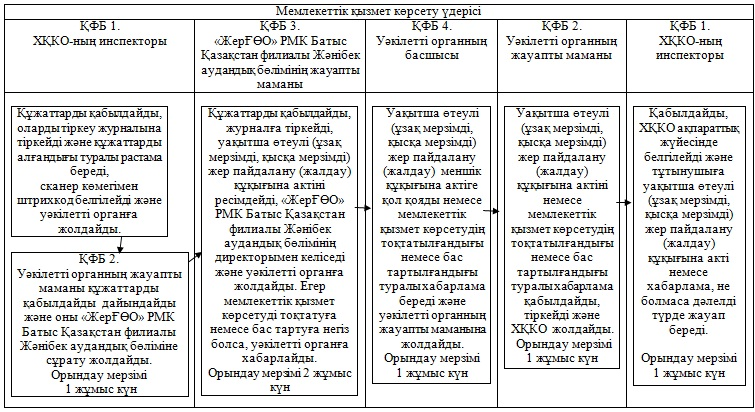 Мемлекеттік қызмет көрсету үдерісі
ҚФБ 1.
ХҚКО-ның инспекторы
ҚФБ 3.
«ЖерҒӨО» РМК Батыс
Қазақстан филиалы Жәнібек
аудандық бөлімінің жауапты
маманы
ҚФБ 4.
Уәкілетті органның
басшысы
ҚФБ 2.
Уәкілетті органның
жауапты маманы
ҚФБ 1.
ХҚКО-ның
инспекторы
Құжаттарды қабылдайды,
оларды тіркеу журналына
тіркейді және құжаттарды
алғандығы туралы растама
береді,
сканер көмегімен
штрихкод белгілейді және
уәкілетті органға
жолдайды.
ҚФБ 2.
Уәкілетті органның жауапты
маманы құжаттарды
қабылдайды дайындайды
және оны «ЖерҒӨО» РМК
Батыс Қазақстан филиалы
Жәнібек аудандық бөліміне
сұрату жолдайды.
Орындау мерзімі
1 жұмыс күн
Құжаттарды қабылдайды,
журналға тіркейді,
уақытша өтеулі (ұзақ
мерзімді, қысқа мерзімді)
жер пайдалану (жалдау)
құқығына актіні
ресімдейді, «ЖерҒӨО»
РМК Батыс Қазақстан
филиалы Жәнібек
аудандық бөлімінің
директорымен келіседі
және уәкілетті органға
жолдайды. Егер
мемлекеттік қызмет
көрсетуді тоқтатуға
немесе бас тартуға негіз
болса, уәкілетті органға
хабарлайды.
Орындау мерзімі 2 жұмыс
күн
Уақытша өтеулі
(ұзақ мерзімді,
қысқа мерзімді)
жер пайдалану
(жалдау) меншік
құқығына актіге
қол қояды немесе
мемлекеттік
қызмет көрсетудің
тоқтатылғандығы
немесе бас
тартылғандығы
туралы хабарлама
береді және
уәкілетті органның
жауапты маманына
жолдайды.
Орындау мерзімі
1 жұмыс күн
Уақытша өтеулі
(ұзақ мерзімді,
қысқа мерзімді)
жер пайдалану
(жалдау)
құқығына актіні
немесе
мемлекеттік
қызмет көрсетудің
тоқтатылғандығы
немесе бас
тартылғандығы
туралы хабарлама
қабылдайды,
тіркейді және
ХҚКО жолдайды.
Орындау мерзімі
1 жұмыс күн
Қабылдайды,
ХҚКО ақпараттық
жүйесінде
белгілейді және
тұтынушыға
уақытша өтеулі
(ұзақ мерзімді,
қысқа мерзімді)
жер пайдалану
(жалдау)
құқығына акті
немесе
хабарлама, не
болмаса дәлелді
түрде жауап
береді.
Орындау мерзімі
1 жұмыс күн